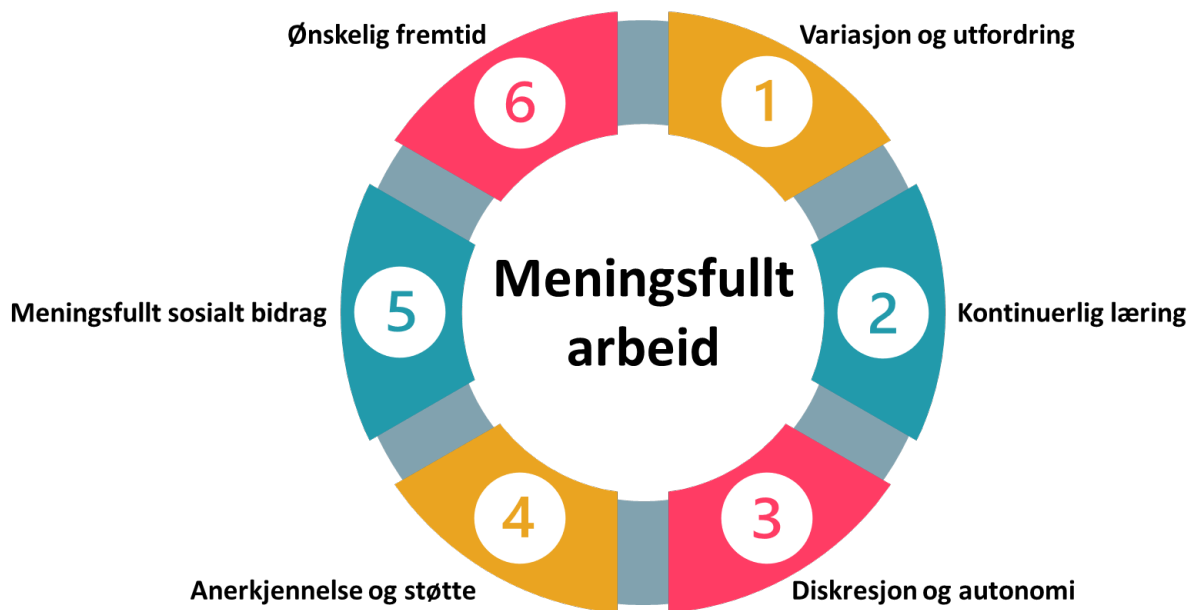 Ønskelig fremtid
Variasjon og utfordring
6
1
Meningsfullt sosialt bidrag
5
Meningsfullt
arbeid
2
Kontinuerlig læring
4
3
Anerkjennelse og støtte
Diskresjon og autonomi